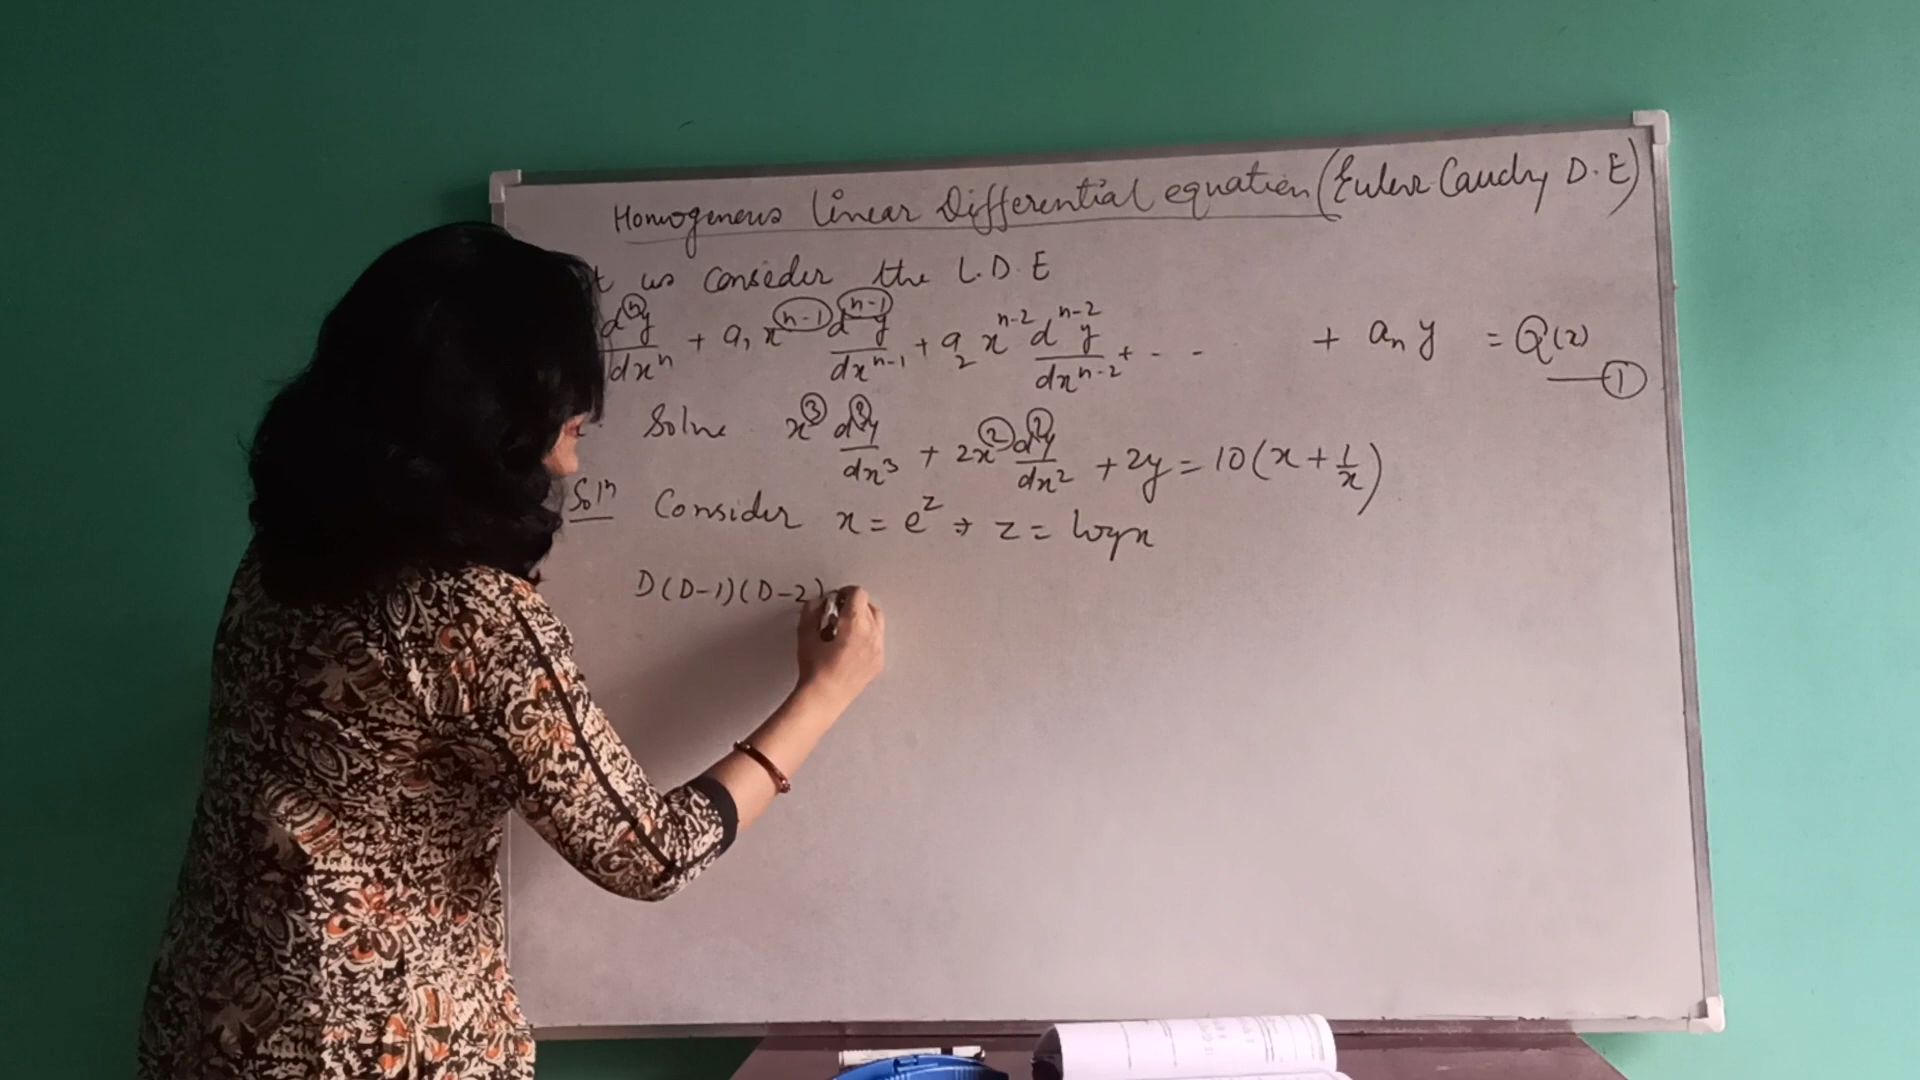 Homogeneous Linear Differential equation (Euler Cauchy D.E)
us consider the L.D.E
dⁿy/dxⁿ + a₁ xⁿ⁻¹ dⁿ⁻¹y/dxⁿ⁻¹ + a₂ xⁿ⁻² dⁿ⁻²y/dxⁿ⁻² + - - + aₙ y = Q(x)
①
Solve x³ d³y/dx³ + 2x² d²y/dx² + 2y = 10(x + 1/x)
Solⁿ Consider x = e^z → z = logx
D(D-1)(D-2)